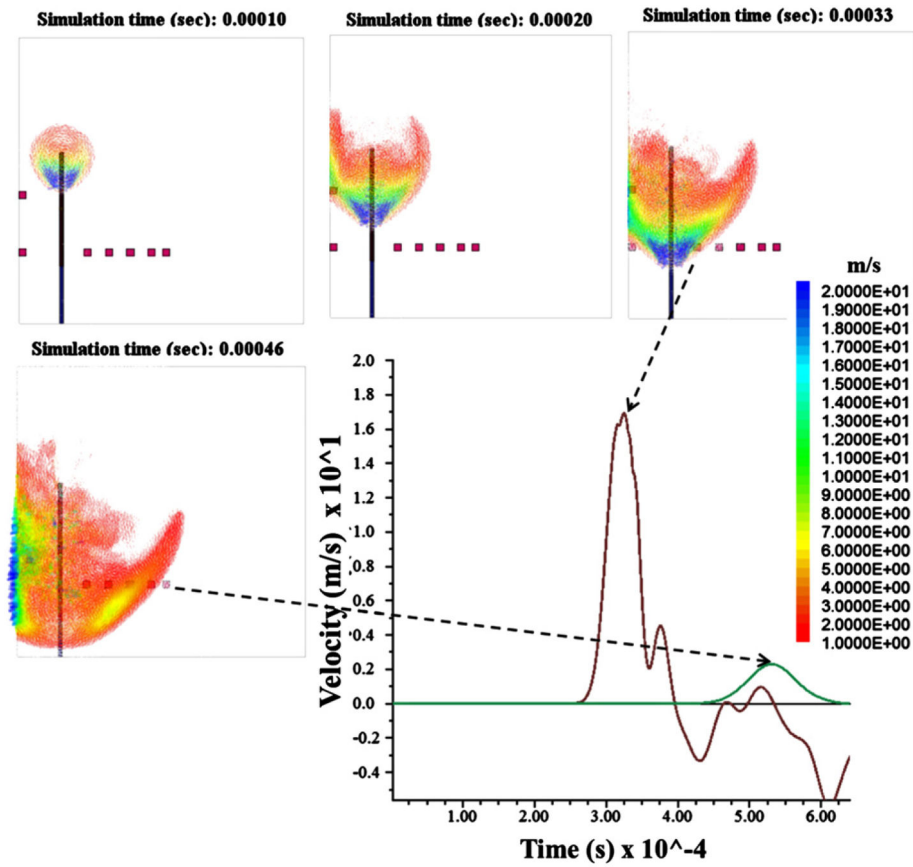 Simulation time (sec): 0.00010
Simulation time (sec): 0.00020
Simulation time (sec): 0.00033
m/s
2.0000E+01
1.9000E+01
1.8000E+01
1.7000E+01
1.6000E+01
1.5000E+01
1.4000E+01
1.3000E+01
1.2000E+01
1.1000E+01
1.0000E+01
9.0000E+00
8.0000E+00
7.0000E+00
6.0000E+00
5.0000E+00
4.0000E+00
3.0000E+00
2.0000E+00
1.0000E+00
Simulation time (sec): 0.00046
Velocity (m/s) x 10^1
2.0
1.8
1.6
1.4
1.2
1.0
0.8
0.6
0.4
0.2
0.0
-0.2
-0.4
1.00 2.00 3.00 4.00 5.00 6.00
Time (s) x 10^-4